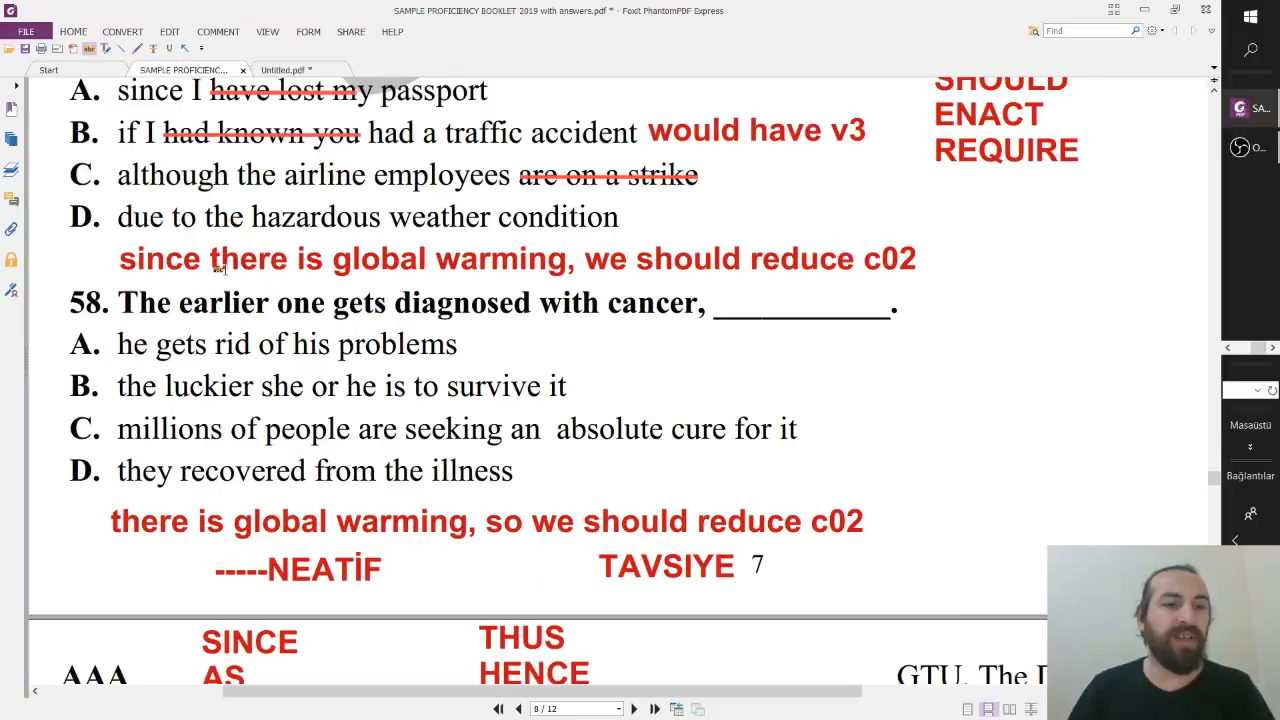 SAMPLE PROFICIENCY BOOKLET 2019 with answers.pdf * - Foxit PhantomPDF Express
FILE HOME CONVERT EDIT COMMENT VIEW FORM SHARE HELP
Find
Start SAMPLE PROFICIENC... Untitled.pdf *
SHOULD
A. since I have lost my passport
ENACT
B. if I had known you had a traffic accident would have v3
REQUIRE
C. although the airline employees are on a strike
D. due to the hazardous weather condition
since there is global warming, we should reduce c02
58. The earlier one gets diagnosed with cancer, ___________.
A. he gets rid of his problems
B. the luckier she or he is to survive it
C. millions of people are seeking an absolute cure for it
D. they recovered from the illness
there is global warming, so we should reduce c02
-----NEATİF TAVSIYE 7
SINCE THUS
AS HENCE
AAA GTU. The D
8 / 12
SA...
O...
Masaüstü
Bağlantılar